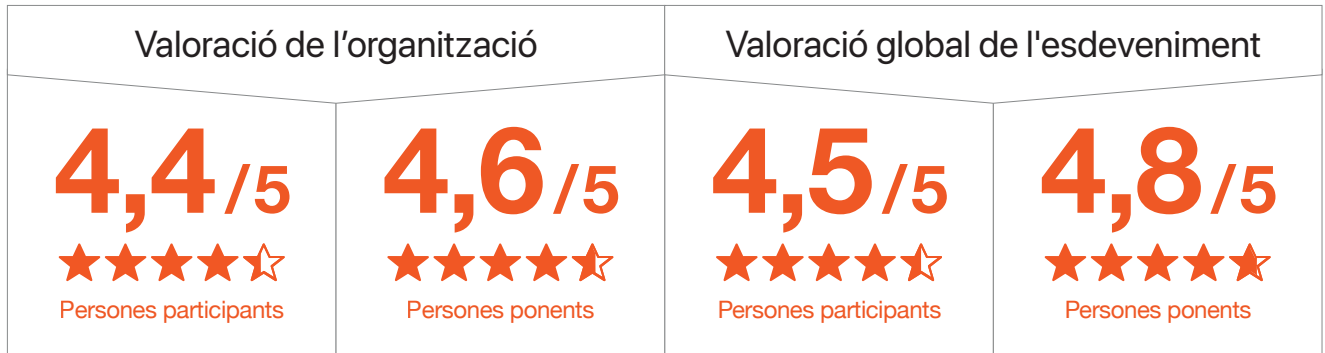 Valoració de l’organització
Valoració global de l'esdeveniment
4,4/5
4,6/5
4,5/5
4,8/5
Persones participants
Persones ponents
Persones participants
Persones ponents